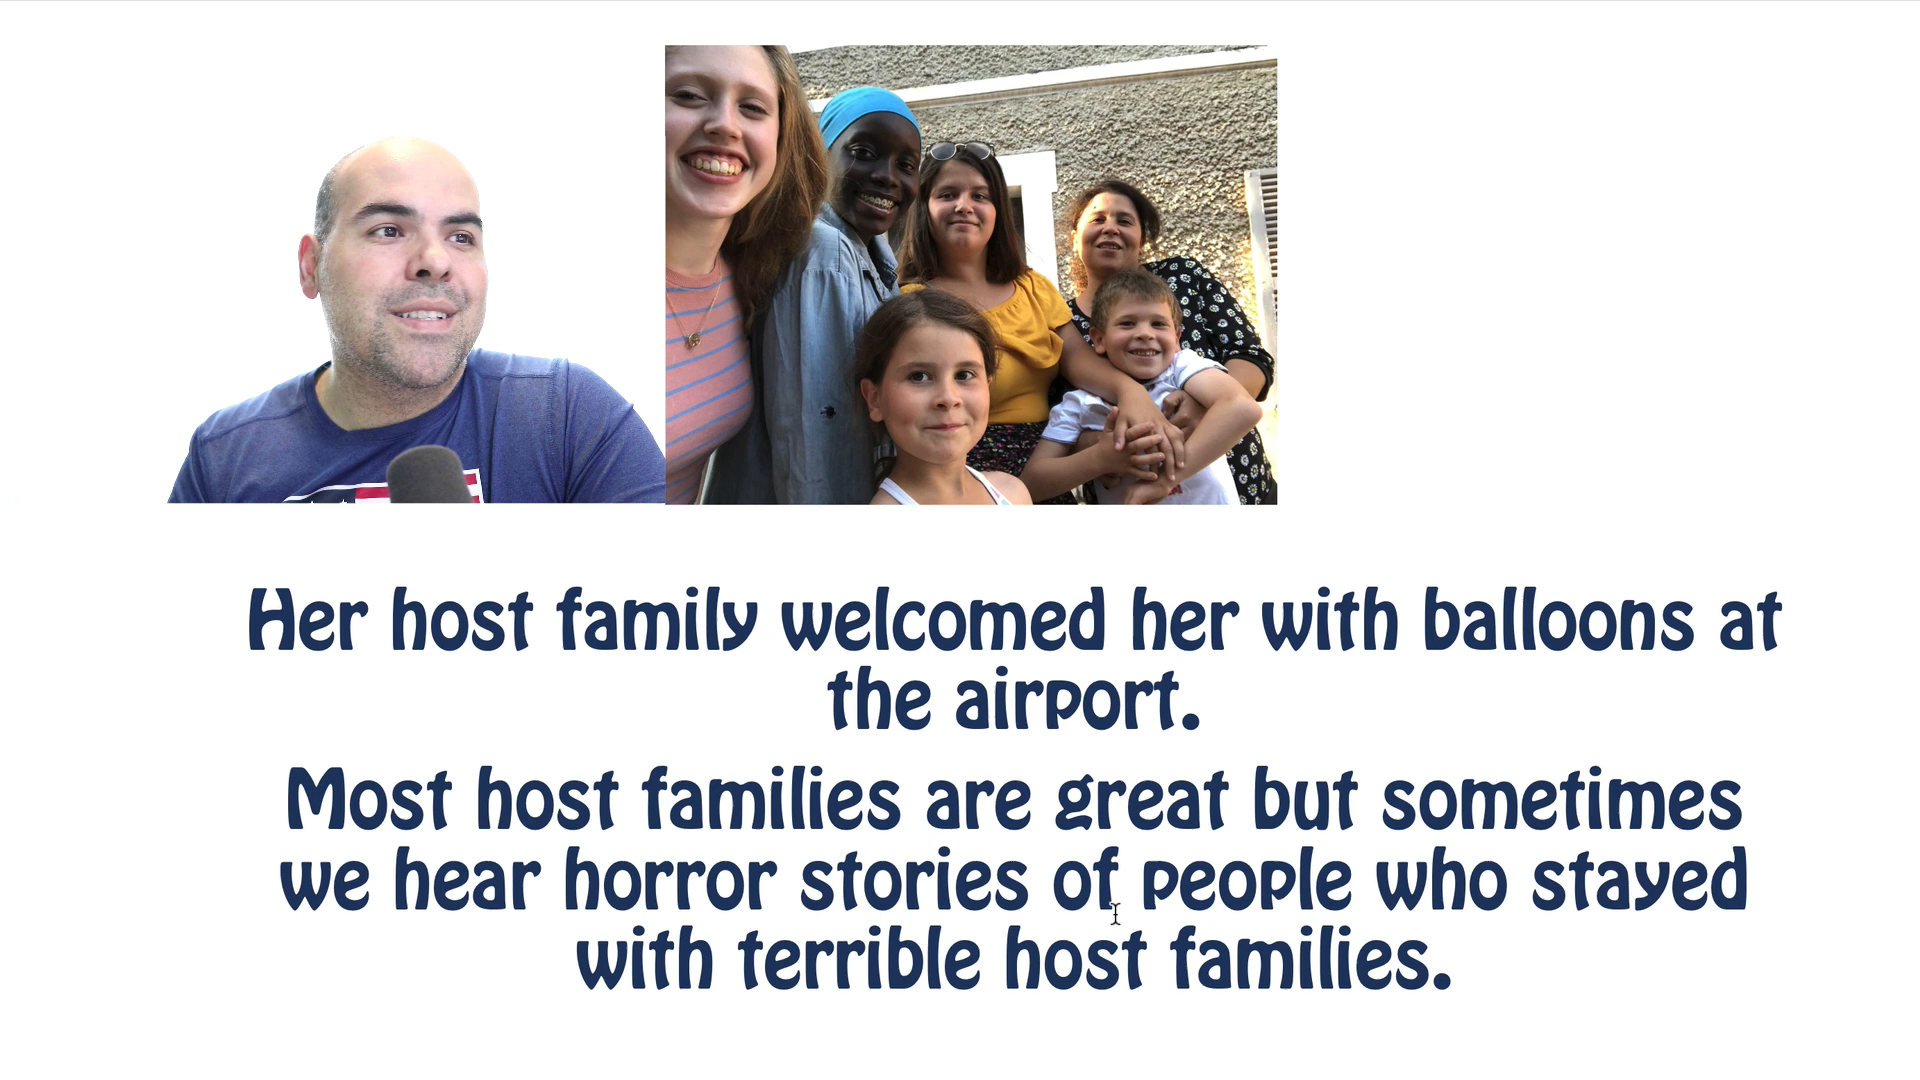 Her host family welcomed her with balloons at
the airport.
Most host families are great but sometimes
we hear horror stories of people who stayed
with terrible host families.